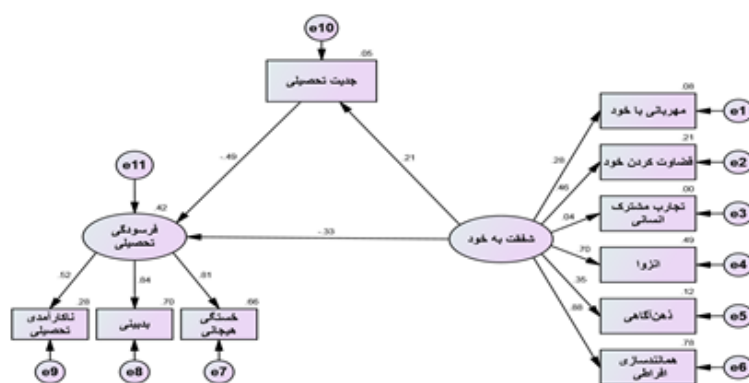 e10
.05
جدیت تحصیلی
.08
مهربانی با خود
e1
.21
قضاوت کردن خود
e2
.00
تجارب مشترک
انسانی
e3
.49
انزوا
e4
.12
ذهن‌آگاهی
e5
.78
همانندسازی
افراطی
e6
.28
.46
.04
.70
.35
.88
شفقت به خود
.21
-.49
-.33
e11
.42
فرسودگی
تحصیلی
.52
.84
.81
.28
ناکارآمدی
تحصیلی
.70
بدبینی
.66
خستگی
هیجانی
e9
e8
e7